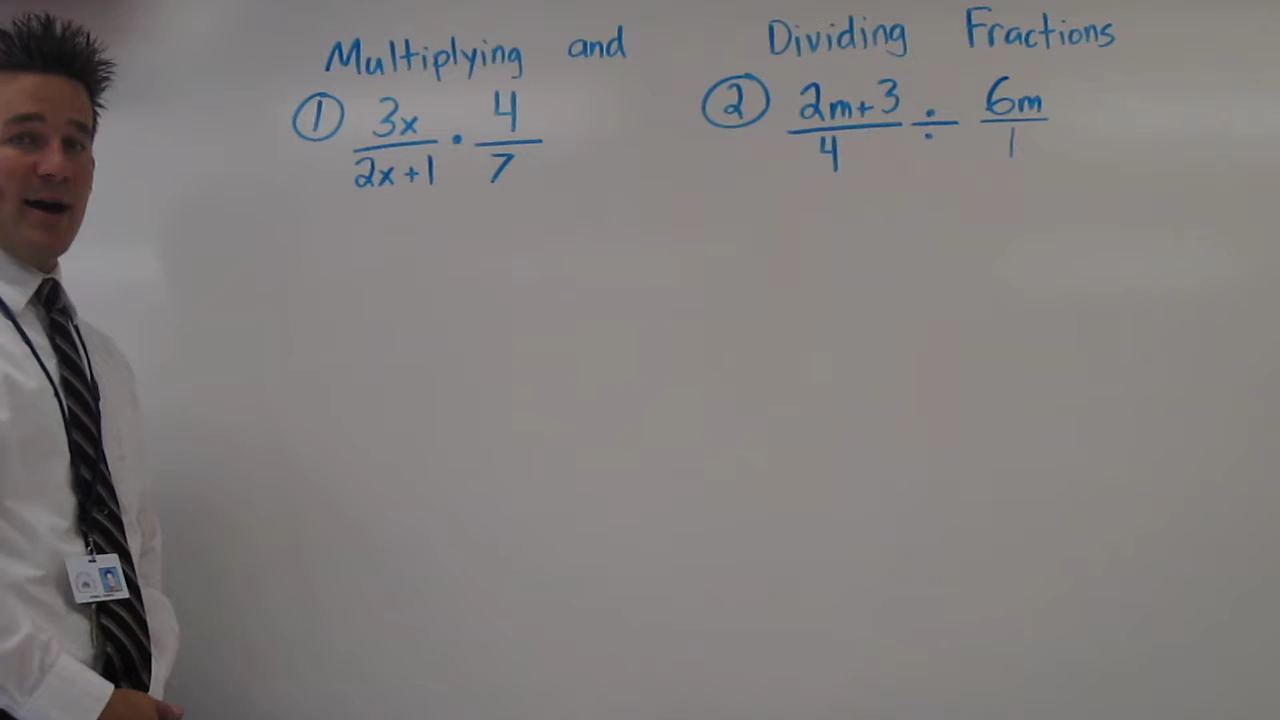 Multiplying and Dividing Fractions
① 3x/2x+1 · 4/7
② 2m+3/4 ÷ 6m/1